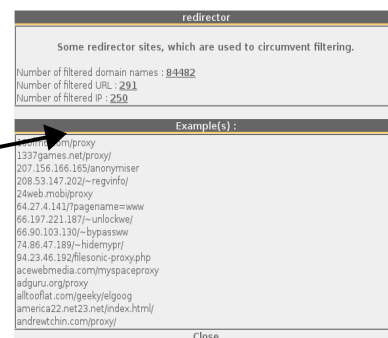 redirector
Some redirector sites, which are used to circumvent filtering.
Number of filtered domain names : 84482
Number of filtered URL : 291
Number of filtered IP : 250
Example(s) :
1337games.net/proxy/
207.156.166.165/anonymiser
208.53.147.202/~regvinfo/
24web.mobi/proxy
64.27.4.141/?pagename=www
66.197.221.187/~unlockwe/
66.90.103.130/~bypassww
74.86.47.189/~hidemypr/
94.23.46.192/filesonic-proxy.php
acewebmedia.com/myspaceproxy
adguru.org/proxy
alltooflat.com/geeky/elgoog
america22.net23.net/index.html/
andrewtchin.com/proxy/
Close